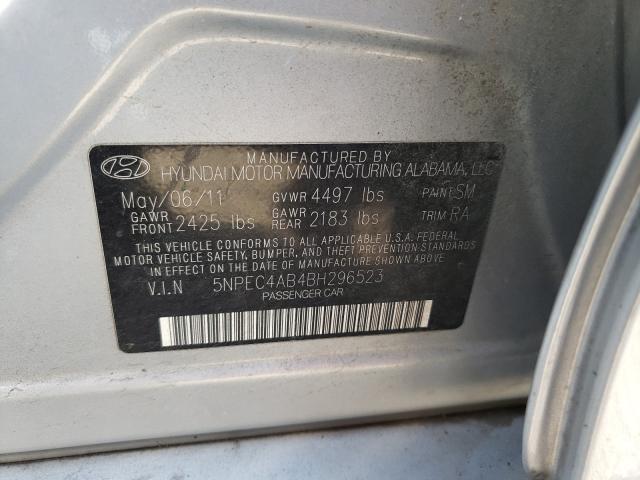 MANUFACTURED BY
HYUNDAI MOTOR MANUFACTURING ALABAMA, LLC
May/06/11 GVWR 4497 lbs PAINT SM
GAWR FRONT 2425 lbs GAWR REAR 2183 lbs TRIM RA
THIS VEHICLE CONFORMS TO ALL APPLICABLE U.S.A. FEDERAL
MOTOR VEHICLE SAFETY, BUMPER, AND THEFT PREVENTION STANDARDS
IN EFFECT ON THE DATE OF MANUFACTURE SHOWN ABOVE.
V.I.N 5NPEC4AB4BH296523
PASSENGER CAR